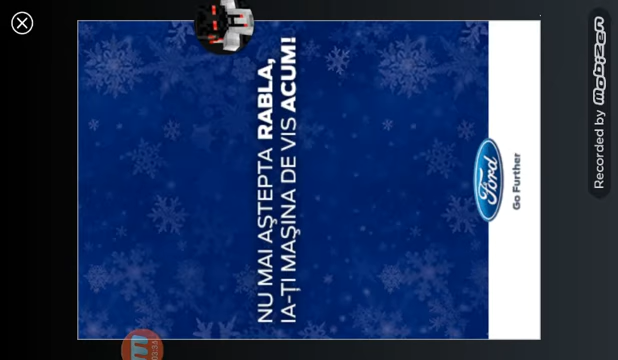 NU MAI AȘTEPTA RABLA,
IA-ȚI MAȘINA DE VIS ACUM!
Ford
Go Further
Recorded by mobizen